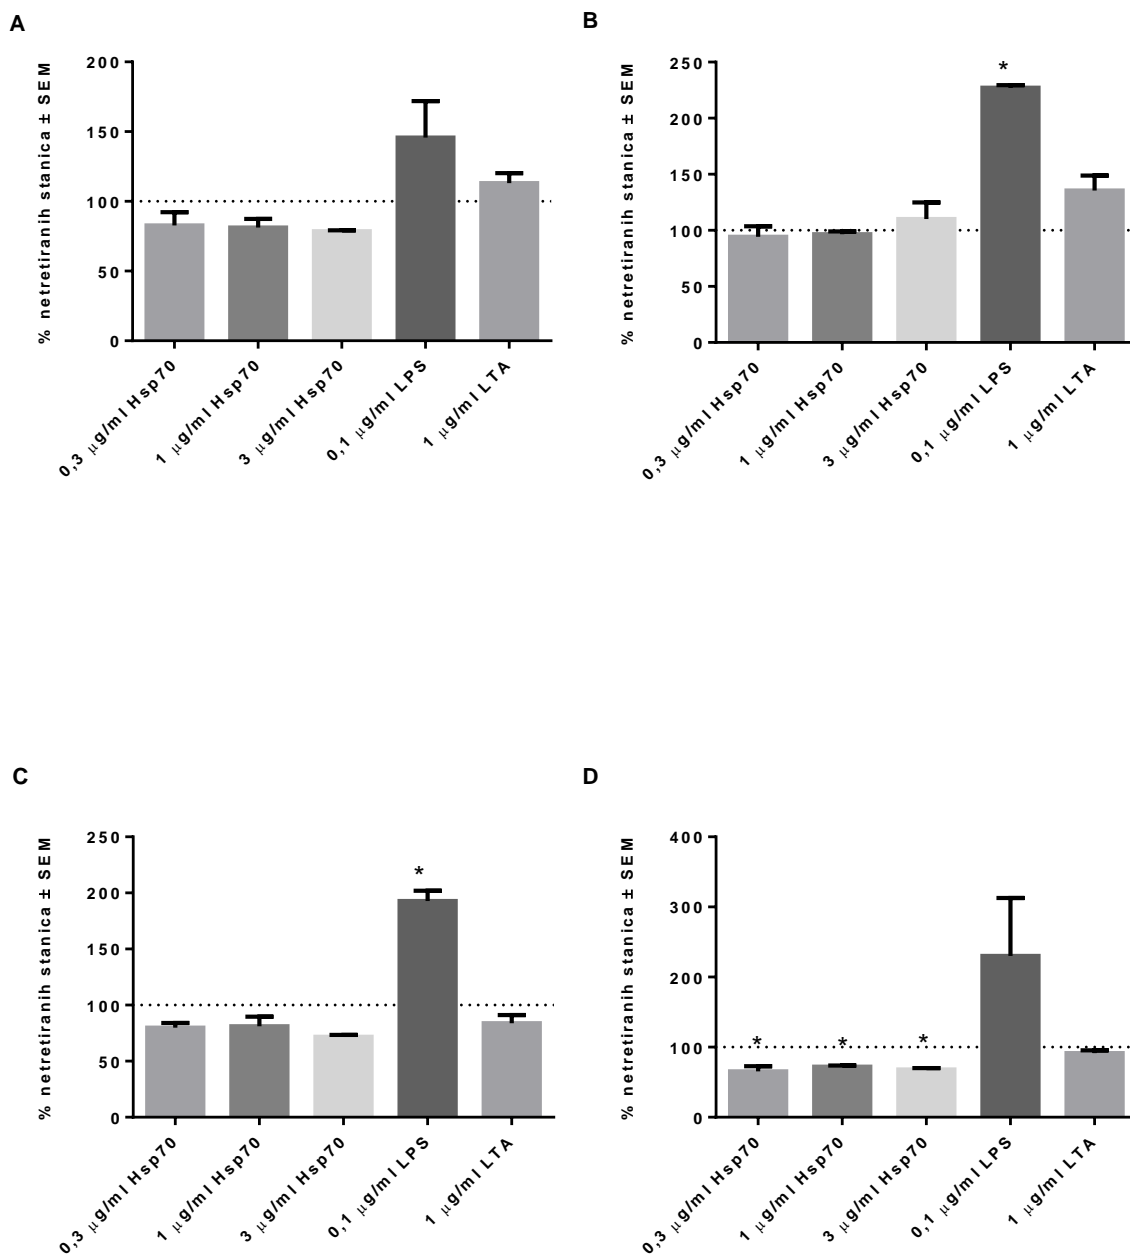 A
% netretiranih stanica ± SEM
200
150
100
50
0
0,3 μg/ml Hsp70
1 μg/ml Hsp70
3 μg/ml Hsp70
0,1 μg/ml LPS
1 μg/ml LTA
B
% netretiranih stanica ± SEM
250
200
150
100
50
0
*
0,3 μg/ml Hsp70
1 μg/ml Hsp70
3 μg/ml Hsp70
0,1 μg/ml LPS
1 μg/ml LTA
C
% netretiranih stanica ± SEM
250
200
150
100
50
0
*
0,3 μg/ml Hsp70
1 μg/ml Hsp70
3 μg/ml Hsp70
0,1 μg/ml LPS
1 μg/ml LTA
D
% netretiranih stanica ± SEM
400
300
200
100
0
* * *
0,3 μg/ml Hsp70
1 μg/ml Hsp70
3 μg/ml Hsp70
0,1 μg/ml LPS
1 μg/ml LTA